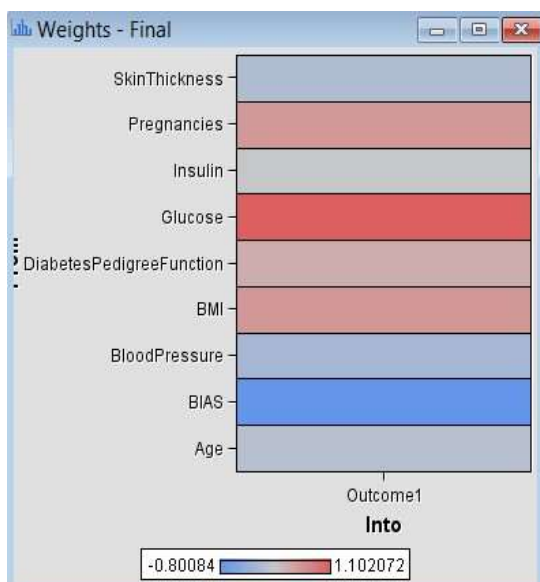 Weights - Final
SkinThickness
Pregnancies
Insulin
Glucose
DiabetesPedigreeFunction
BMI
BloodPressure
BIAS
Age
Outcome1
Into
-0.80084 1.102072